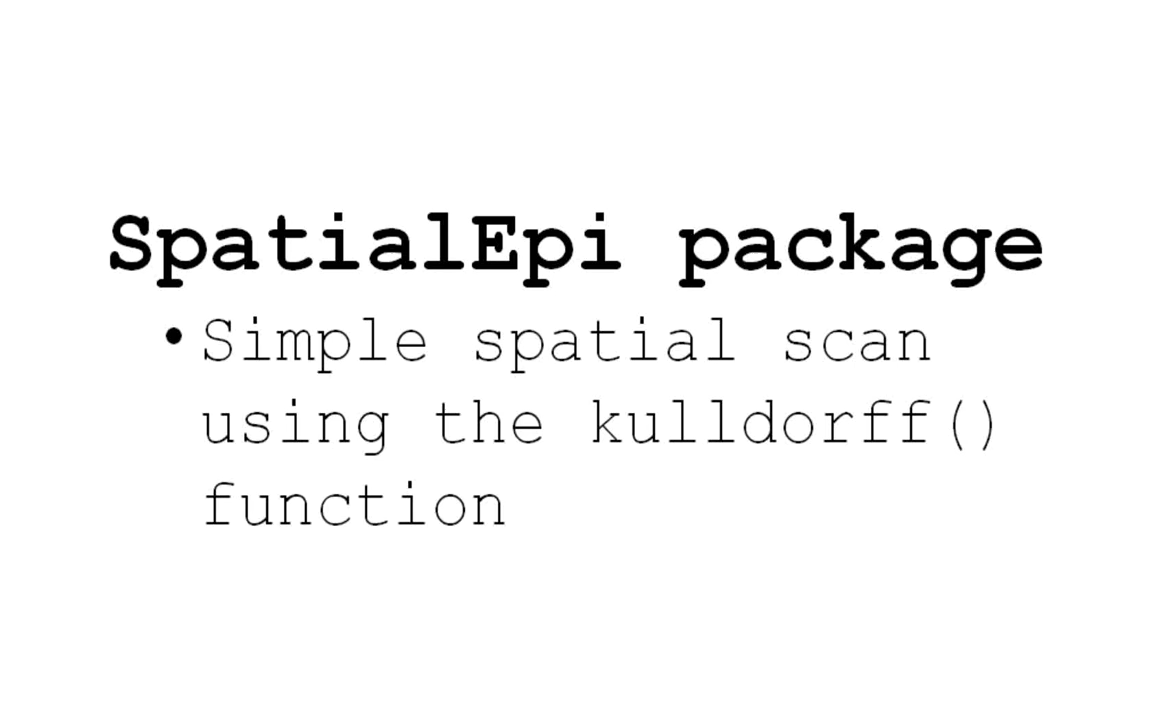 SpatialEpi package
• Simple spatial scan
using the kulldorff()
function